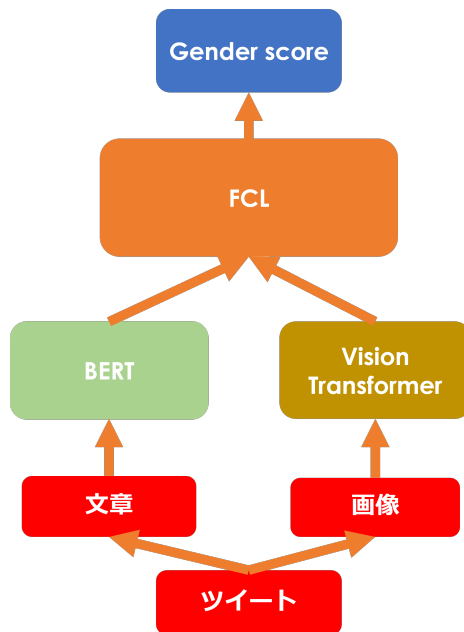 Gender score
FCL
BERT
Vision
Transformer
文章
画像
ツイート